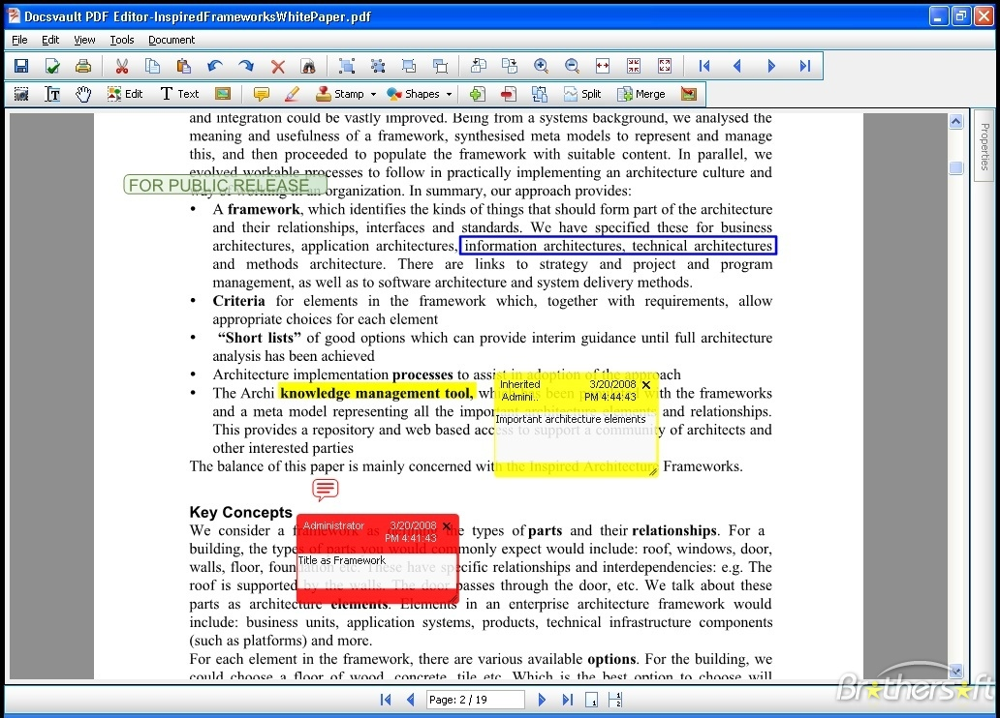 Docsvault PDF Editor-InspiredFrameworksWhitePaper.pdf
File Edit View Tools Document
Edit Text Stamp Shapes Split Merge
Properties
and integration could be vastly improved. Being from a systems background, we analysed the
meaning and usefulness of a framework, synthesised meta models to represent and manage
this, and then proceeded to populate the framework with suitable content. In parallel, we
evolved workable processes to follow in practically implementing an architecture culture and
FOR PUBLIC RELEASE
way of working in an organization. In summary, our approach provides:
• A framework, which identifies the kinds of things that should form part of the architecture
and their relationships, interfaces and standards. We have specified these for business
architectures, application architectures, information architectures, technical architectures
and methods architecture. There are links to strategy and project and program
management, as well as to software architecture and system delivery methods.
• Criteria for elements in the framework which, together with requirements, allow
appropriate choices for each element
• “Short lists” of good options which can provide interim guidance until full architecture
analysis has been achieved
• Architecture implementation processes to assist in adoption of the approach
• The Archi knowledge management tool, which has been populated with the frameworks
and a meta model representing all the important architecture elements and relationships.
This provides a repository and web based access to support a community of architects and
other interested parties
The balance of this paper is mainly concerned with the Inspired Architecture Frameworks.
Inherited 3/20/2008
Admini.. PM 4:44:43
Important architecture elements
Key Concepts
We consider a framework as defining the types of parts and their relationships. For a
building, the types of parts you would commonly expect would include: roof, windows, door,
walls, floor, foundation etc. These have specific relationships and interdependencies: e.g. The
roof is supported by the walls. The door passes through the door, etc. We talk about these
parts as architecture elements. Elements in an enterprise architecture framework would
include: business units, application systems, products, technical infrastructure components
(such as platforms) and more.
For each element in the framework, there are various available options. For the building, we
could choose a floor of wood, concrete, tile etc. Which is the best option to choose will
Administrator 3/20/2008
PM 4:41:43
Title as Framework
Page: 2 / 19
Brothersoft